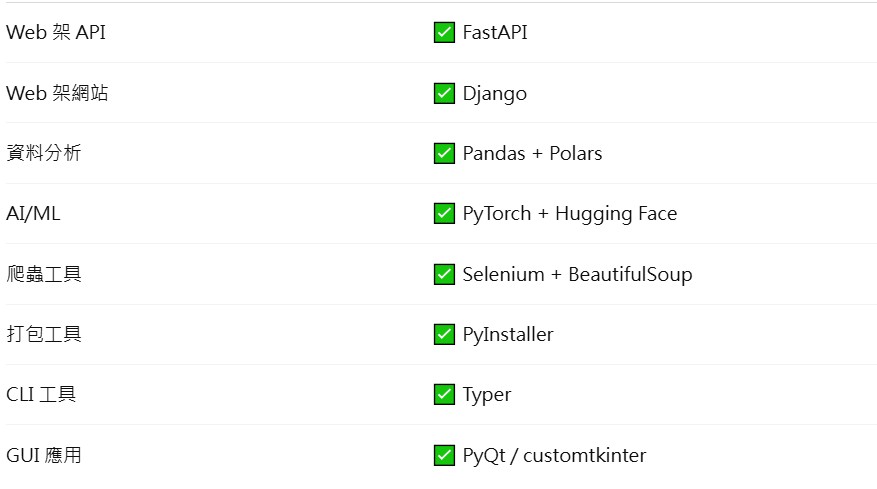 Web 架 API ✅ FastAPI
Web 架網站 ✅ Django
資料分析 ✅ Pandas + Polars
AI/ML ✅ PyTorch + Hugging Face
爬蟲工具 ✅ Selenium + BeautifulSoup
打包工具 ✅ PyInstaller
CLI 工具 ✅ Typer
GUI 應用 ✅ PyQt / customtkinter